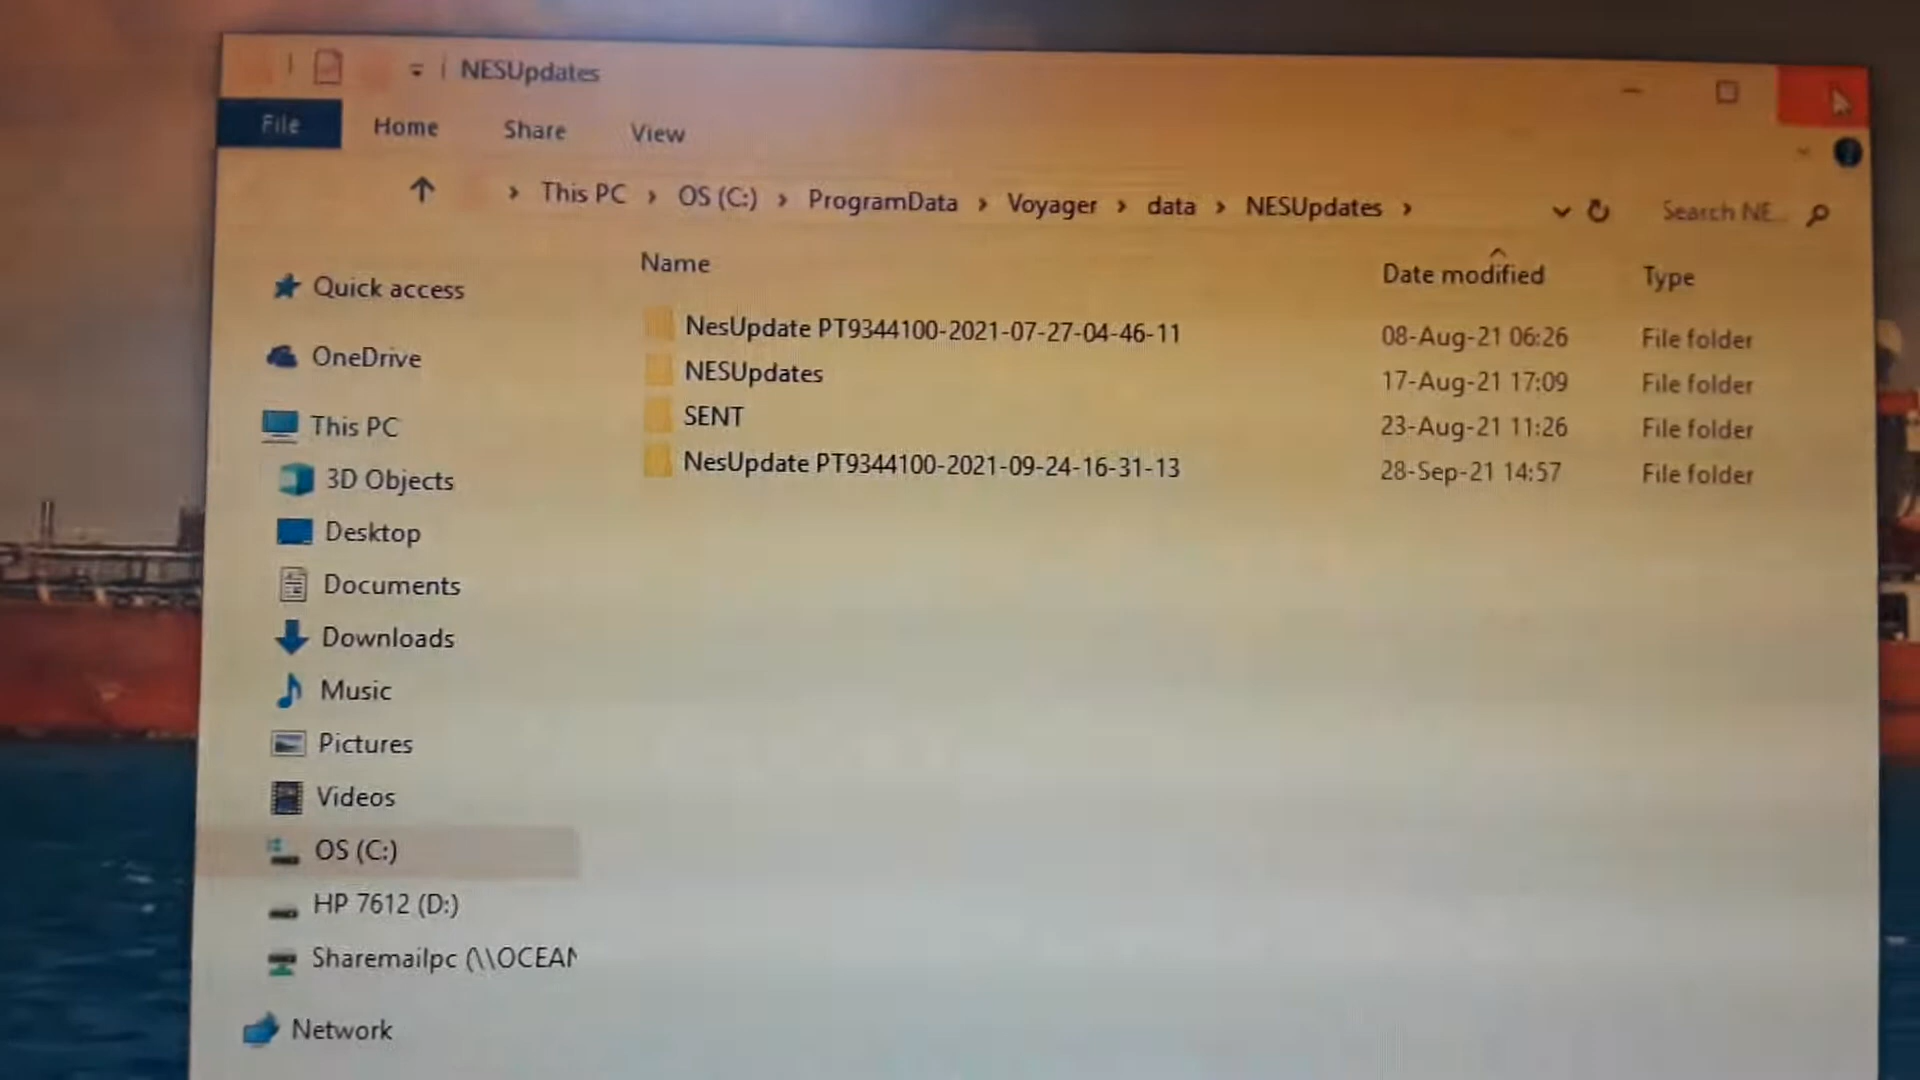 NESUpdates
File Home Share View
This PC > OS (C:) > ProgramData > Voyager > data > NESUpdates >
Search NE...
Name Date modified Type
NesUpdate PT9344100-2021-07-27-04-46-11 08-Aug-21 06:26 File folder
NESUpdates 17-Aug-21 17:09 File folder
SENT 23-Aug-21 11:26 File folder
NesUpdate PT9344100-2021-09-24-16-31-13 28-Sep-21 14:57 File folder
Quick access
OneDrive
This PC
3D Objects
Desktop
Documents
Downloads
Music
Pictures
Videos
OS (C:)
HP 7612 (D:)
Sharemailpc (\\OCEAN
Network